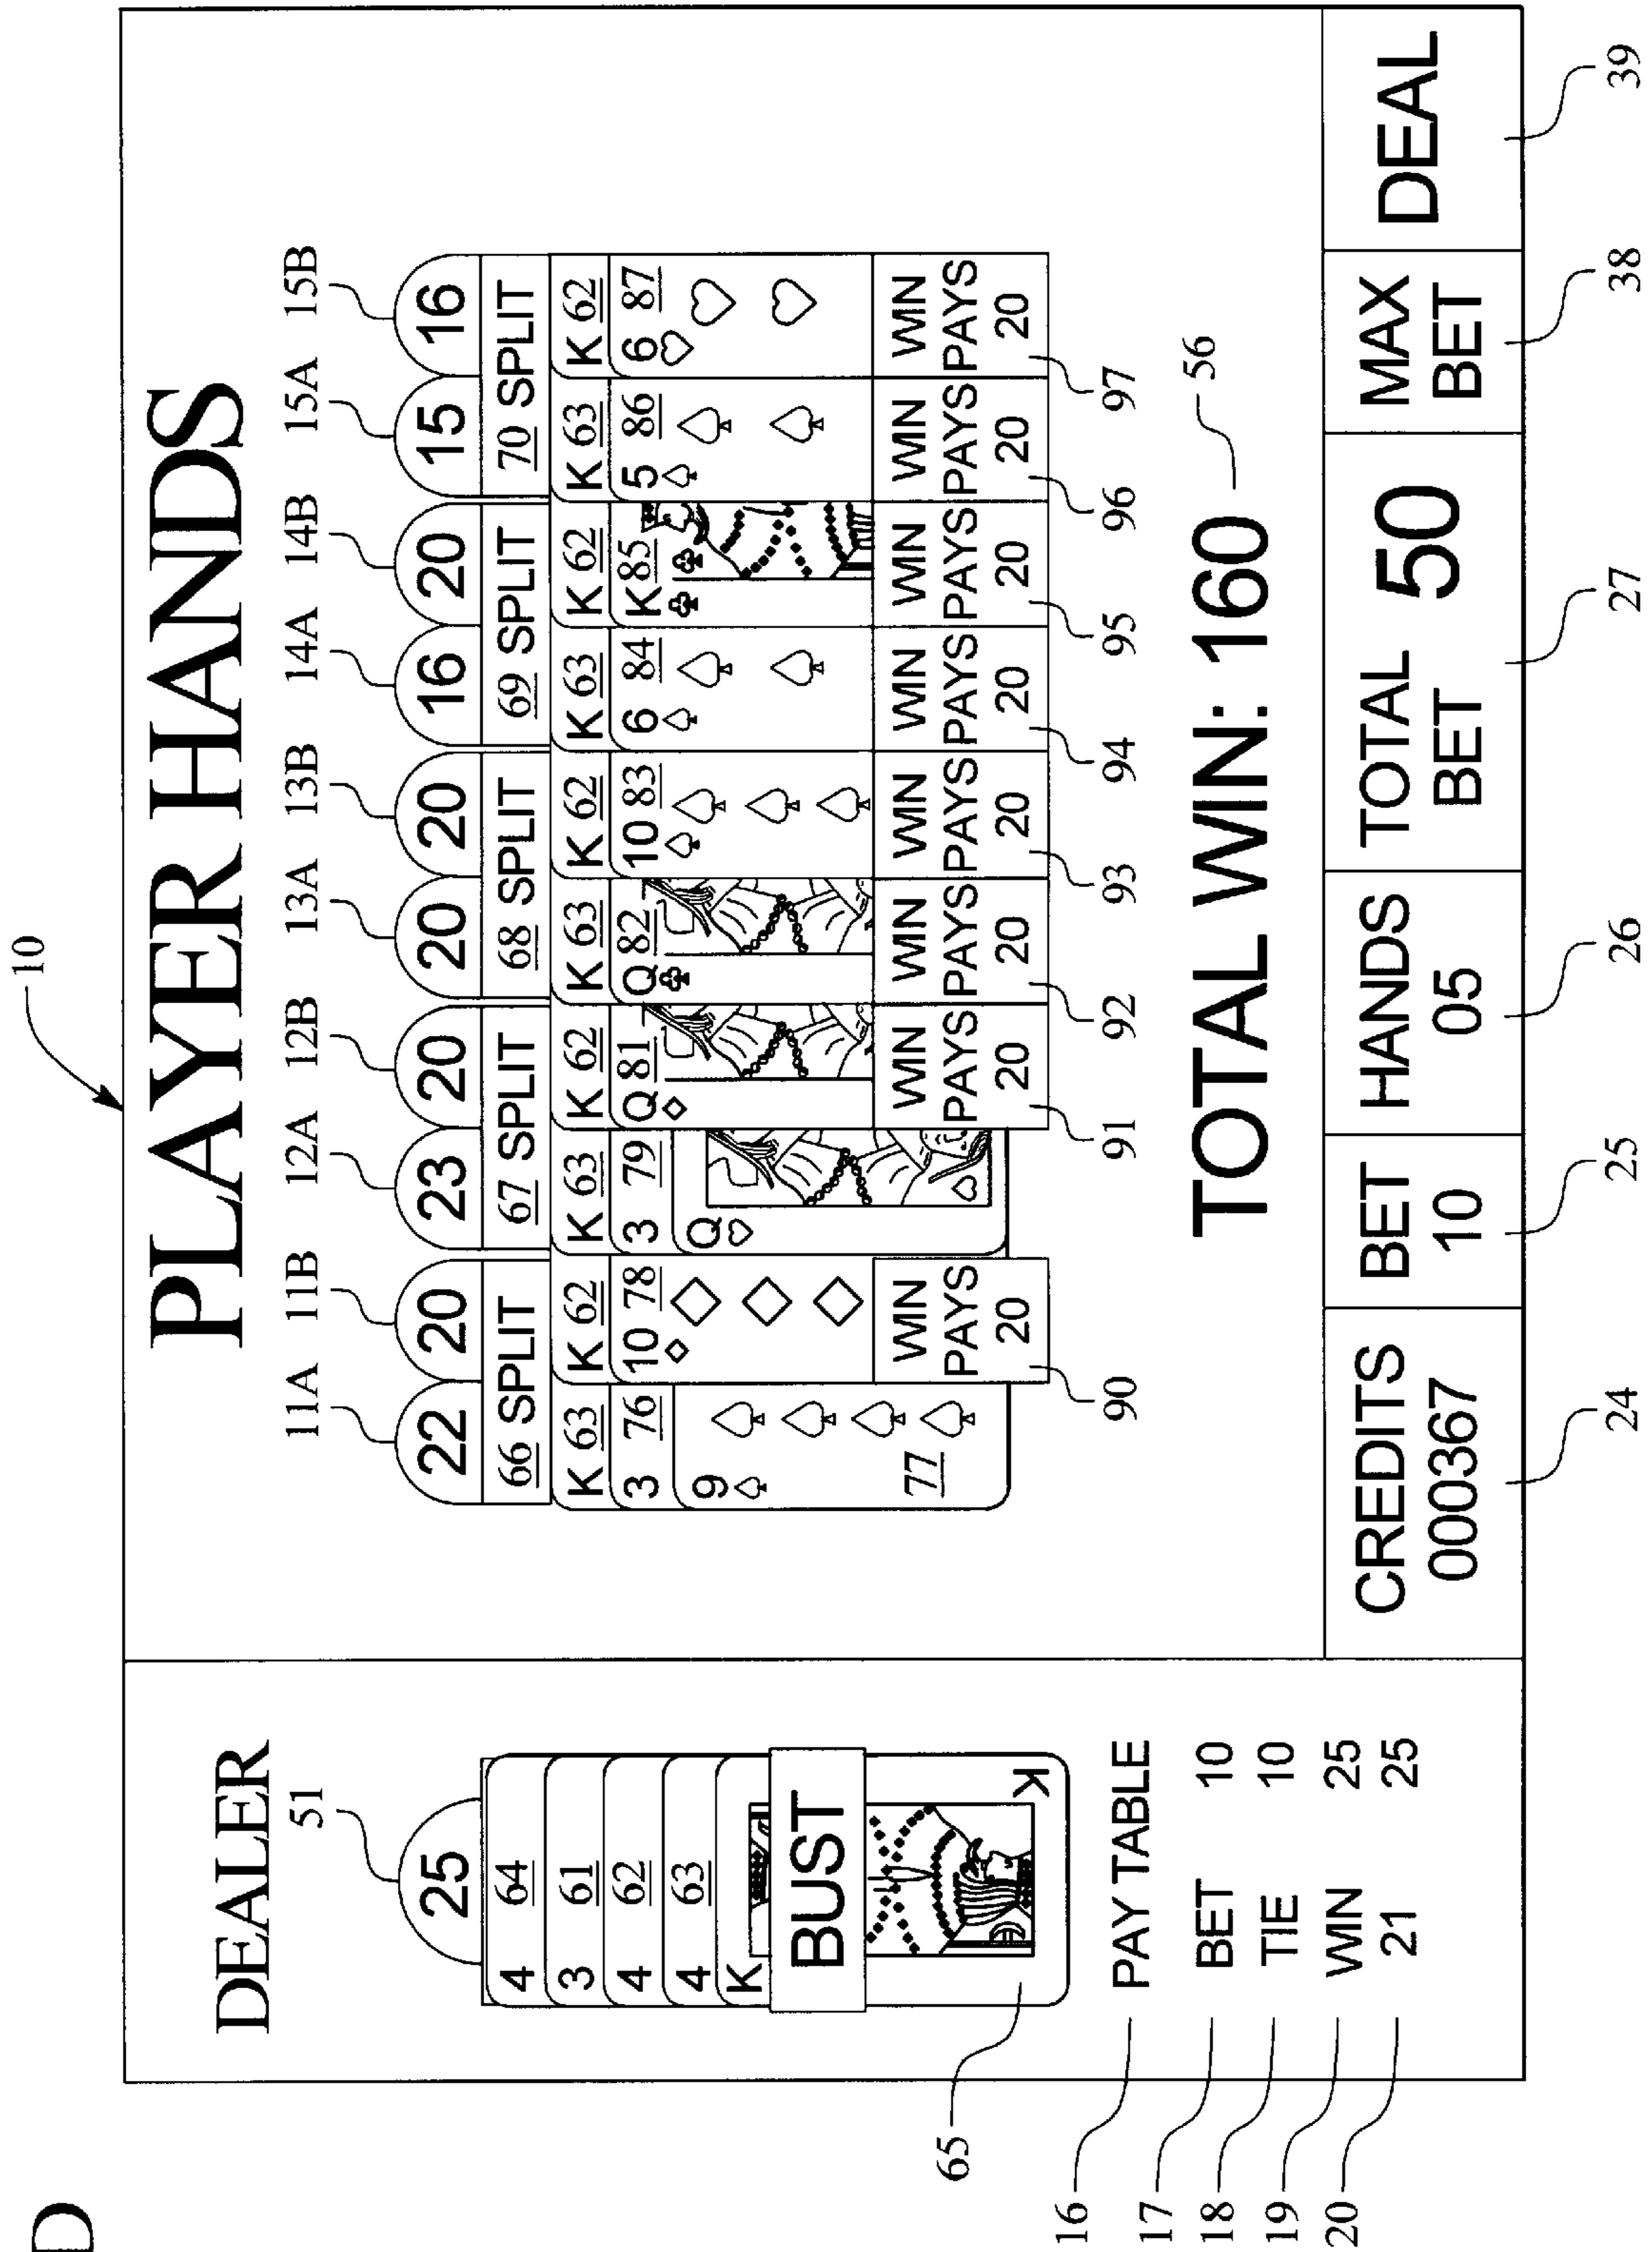 D
10
DEALER
51
25
4 64
3 61
4 62
4 63
K
BUST
K
65
16 PAY TABLE
17 BET 10
18 TIE 10
19 WIN 25
20 21 25
PLAYER HANDS
11A 11B 12A 12B 13A 13B 14A 14B 15A 15B
22 20 23 20 20 20 16 20 15 16
66 SPLIT 67 SPLIT 68 SPLIT 69 SPLIT 70 SPLIT
K 63 K 62 K 63 K 62 K 63 K 62 K 63 K 62 K 63 K 62
3 76 10 78 3 79 Q 81 Q 82 10 83 6 84 K 85 5 86 6 87
9 Q
77
WIN WIN WIN WIN WIN WIN WIN WIN
PAYS PAYS PAYS PAYS PAYS PAYS PAYS PAYS
20 20 20 20 20 20 20 20
90 91 92 93 94 95 96 97
TOTAL WIN: 160 56
CREDITS BET HANDS TOTAL 50 MAX DEAL
000367 10 05 BET BET
24 25 26 27 38 39